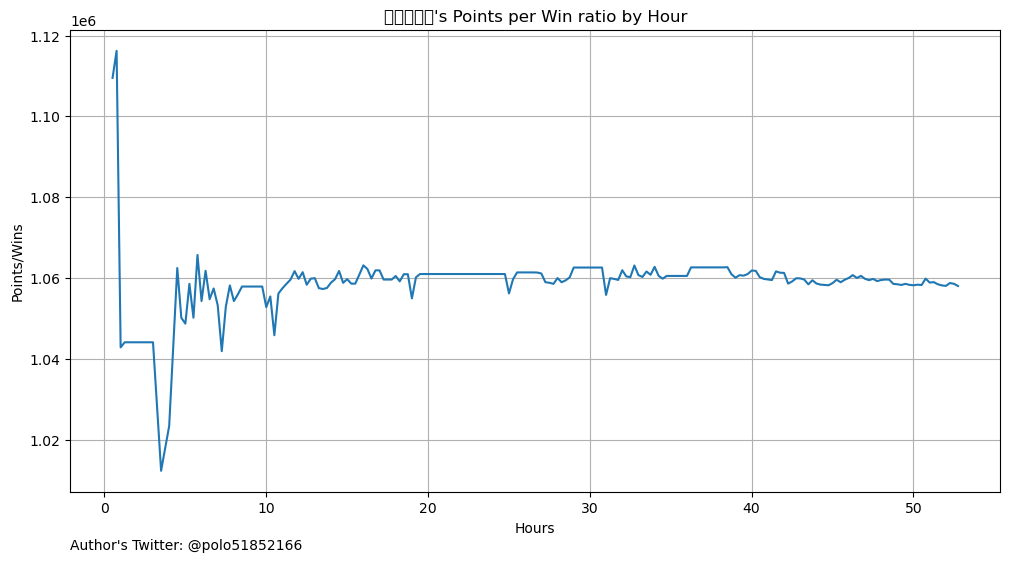 's Points per Win ratio by Hour
1e6
1.12
1.10
1.08
1.06
1.04
1.02
Points/Wins
0 10 20 30 40 50
Hours
Author's Twitter: @polo51852166